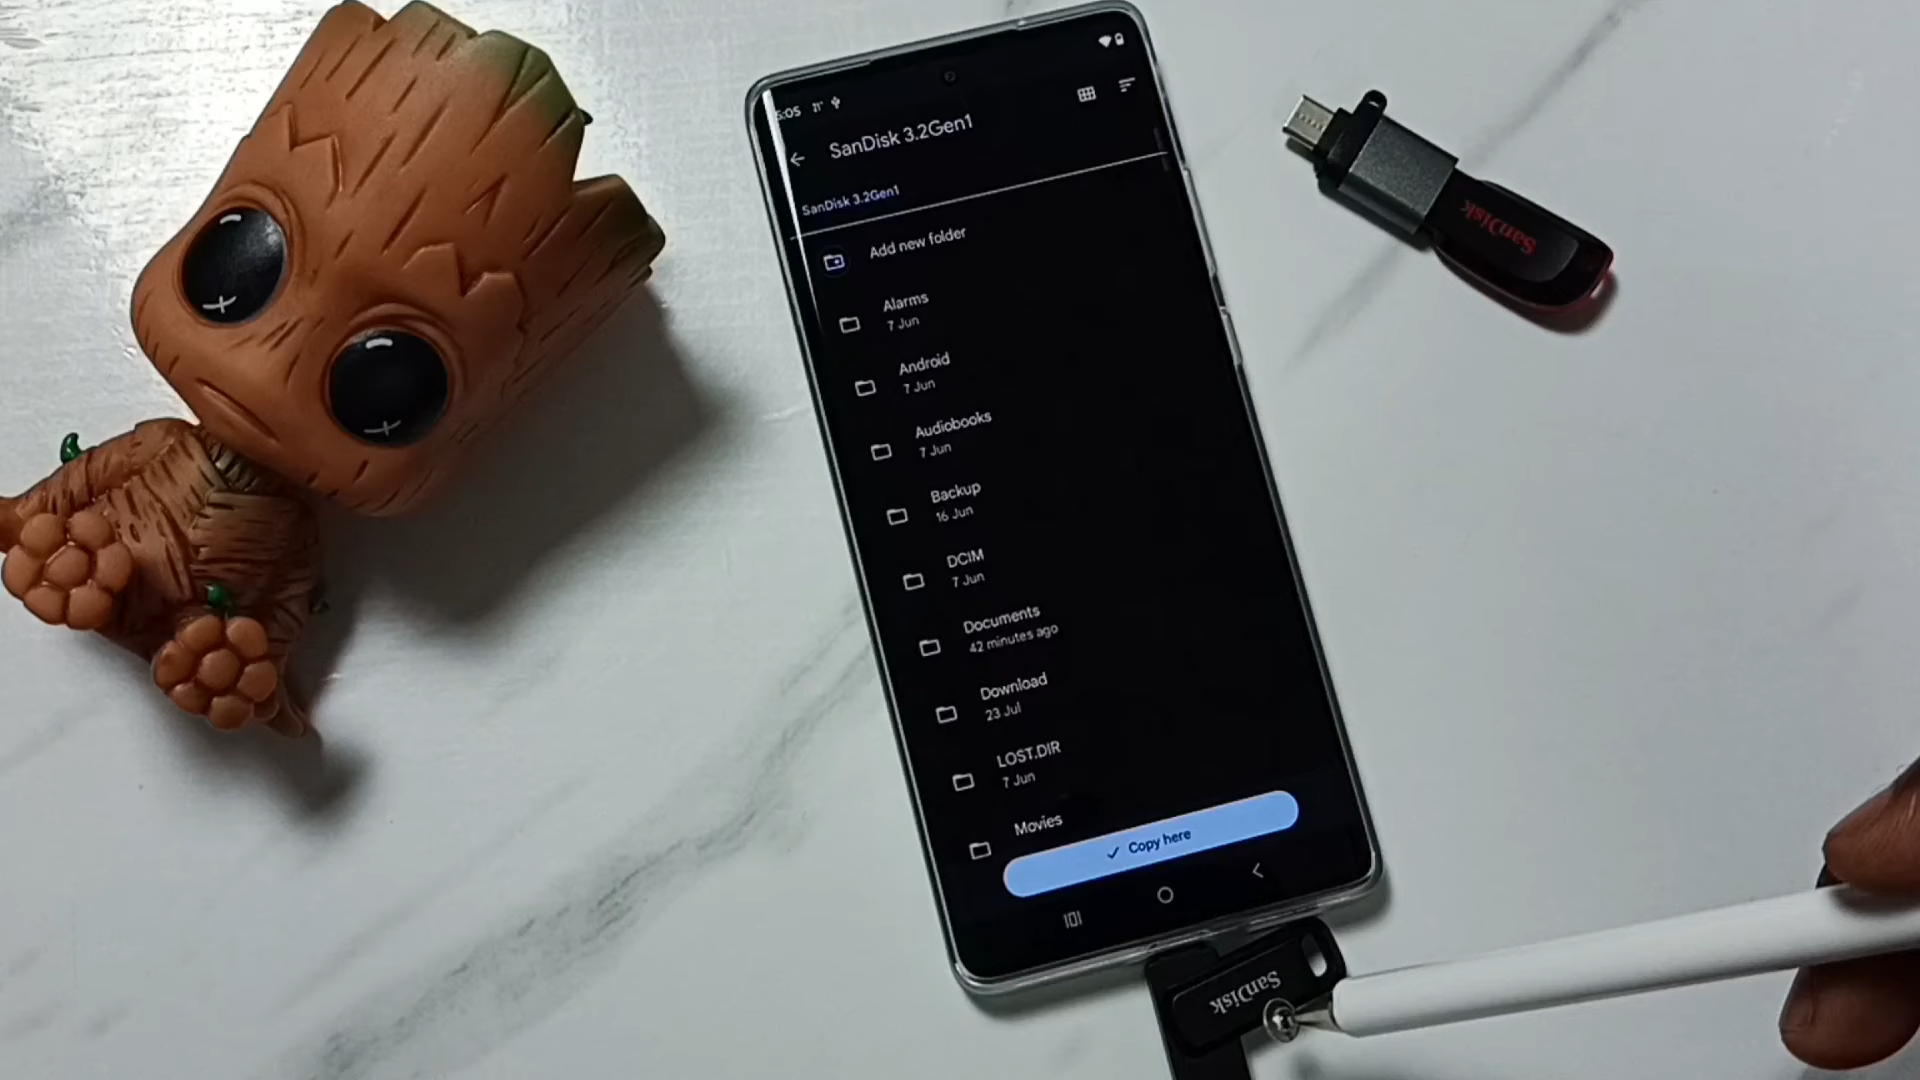 5:05
SanDisk 3.2Gen1
SanDisk 3.2Gen1
Add new folder
Alarms
7 Jun
Android
7 Jun
Audiobooks
7 Jun
Backup
16 Jun
DCIM
7 Jun
Documents
42 minutes ago
Download
23 Jul
LOST.DIR
7 Jun
Movies
Copy here
SanDisk
SanDisk